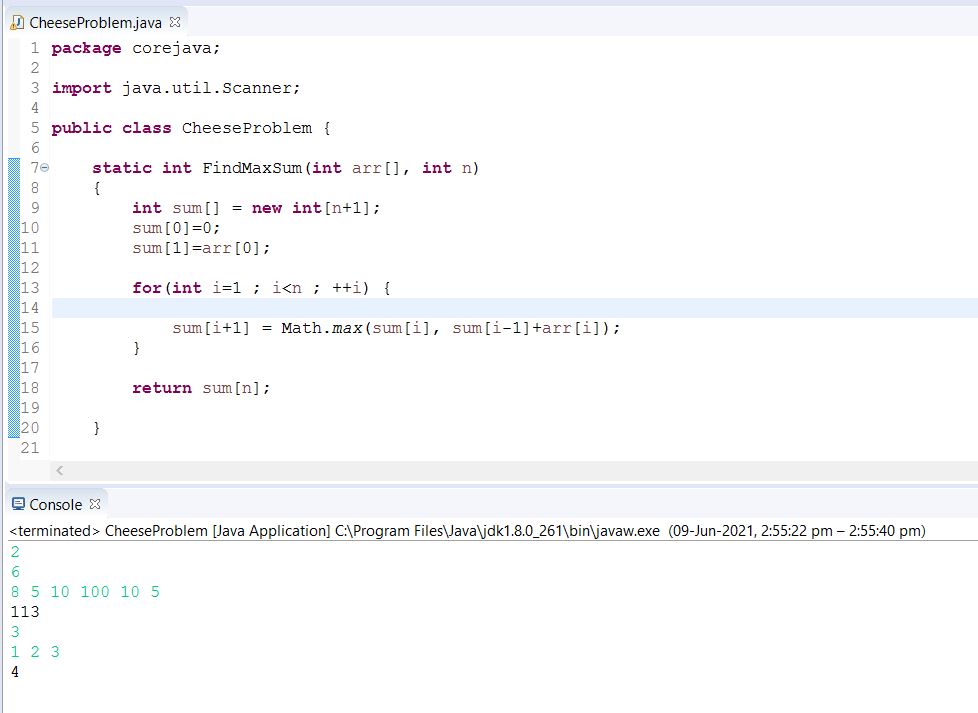 CheeseProblem.java
1 package corejava;
2
3 import java.util.Scanner;
4
5 public class CheeseProblem {
6
7 static int FindMaxSum(int arr[], int n)
8 {
9 int sum[] = new int[n+1];
10 sum[0]=0;
11 sum[1]=arr[0];
12
13 for(int i=1 ; i<n ; ++i) {
14
15 sum[i+1] = Math.max(sum[i], sum[i-1]+arr[i]);
16 }
17
18 return sum[n];
19
20 }
21
Console
<terminated> CheeseProblem [Java Application] C:\Program Files\Java\jdk1.8.0_261\bin\javaw.exe (09-Jun-2021, 2:55:22 pm – 2:55:40 pm)
2
6
8 5 10 100 10 5
113
3
1 2 3
4